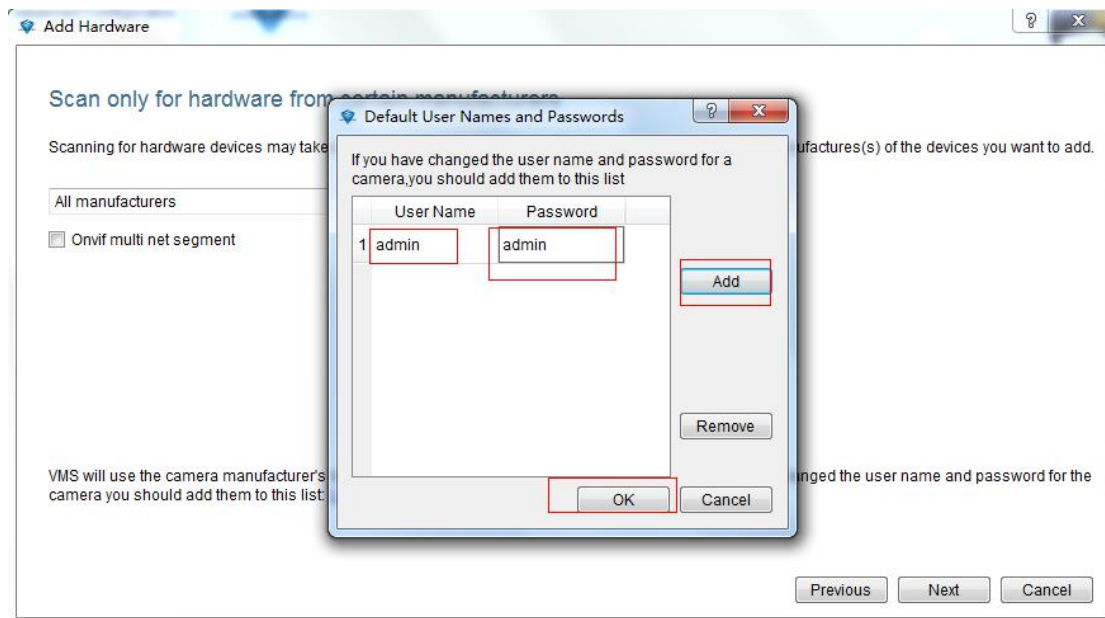 Add Hardware
Scan only for hardware from certain manufacturers
Scanning for hardware devices may take
ufactures(s) of the devices you want to add.
All manufacturers
Onvif multi net segment
Default User Names and Passwords
If you have changed the user name and password for a
camera,you should add them to this list
User Name Password
1 admin admin
Add
Remove
OK Cancel
VMS will use the camera manufacturer's
nged the user name and password for the
camera you should add them to this list:
Previous Next Cancel